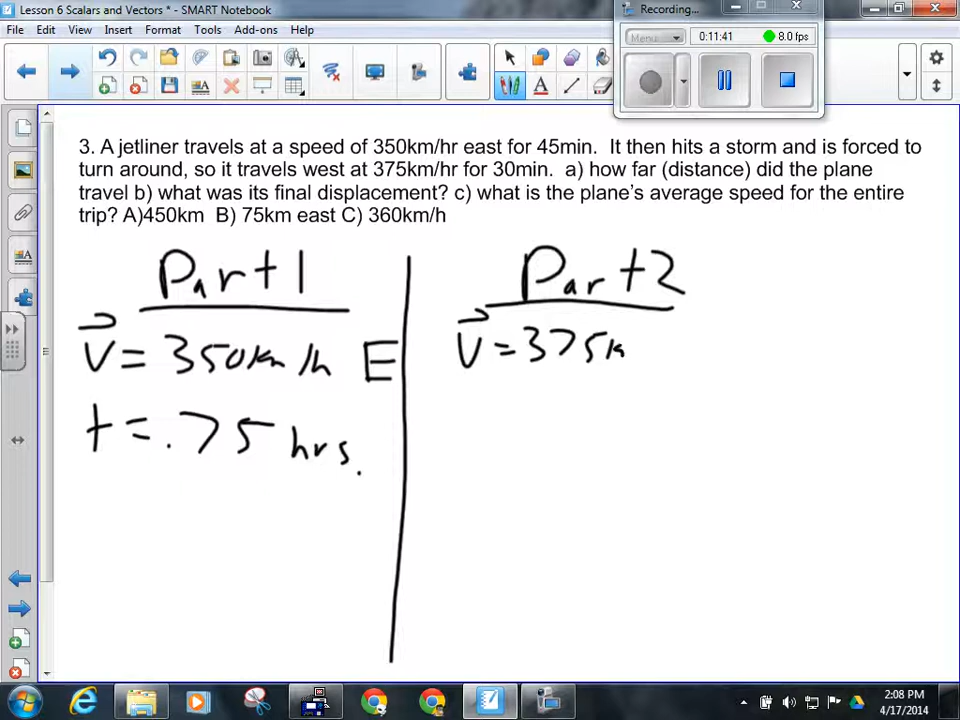 Lesson 6 Scalars and Vectors * - SMART Notebook
Recording...
File Edit View Insert Format Tools Add-ons Help
Menu
0:11:41
8.0 fps
3. A jetliner travels at a speed of 350km/hr east for 45min. It then hits a storm and is forced to
turn around, so it travels west at 375km/hr for 30min. a) how far (distance) did the plane
travel b) what was its final displacement? c) what is the plane's average speed for the entire
trip? A)450km B) 75km east C) 360km/h
Part 1
V = 350km/h E
t = .75 hrs.
Part 2
V = 375k
2:08 PM
4/17/2014